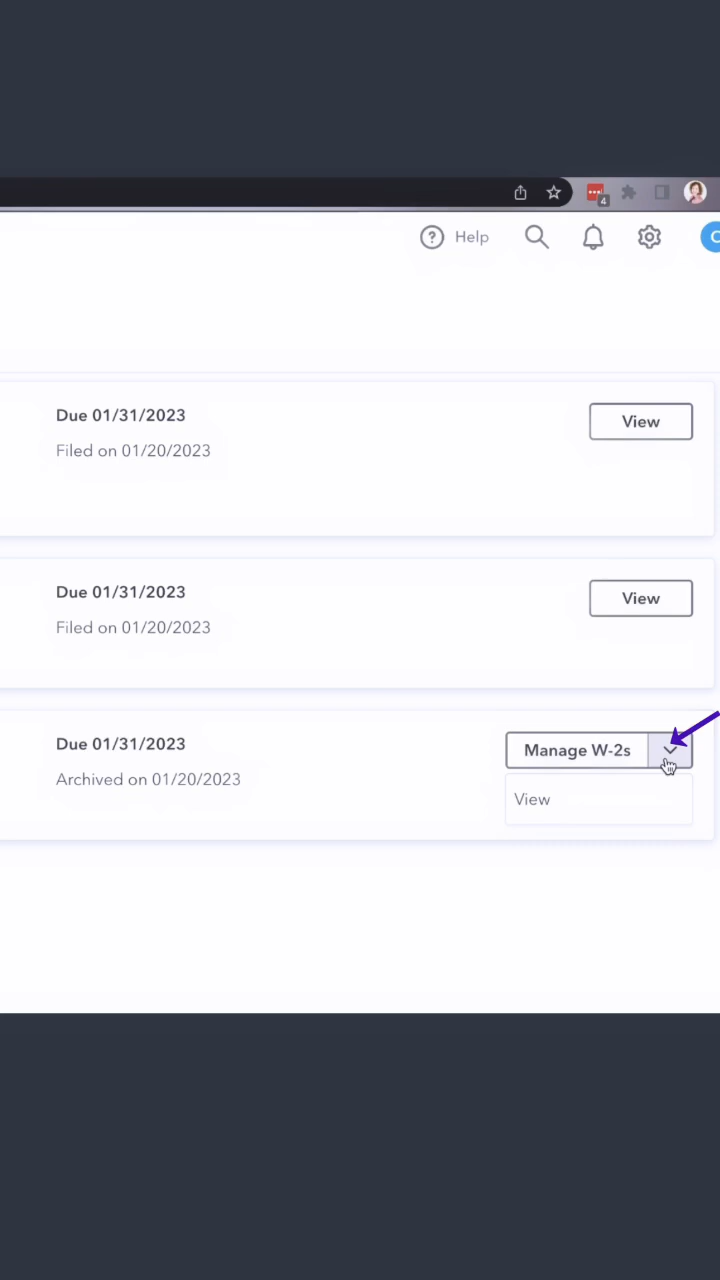 4
Help
C
Due 01/31/2023
View
Filed on 01/20/2023
Due 01/31/2023
View
Filed on 01/20/2023
Due 01/31/2023
Manage W-2s
Archived on 01/20/2023
View